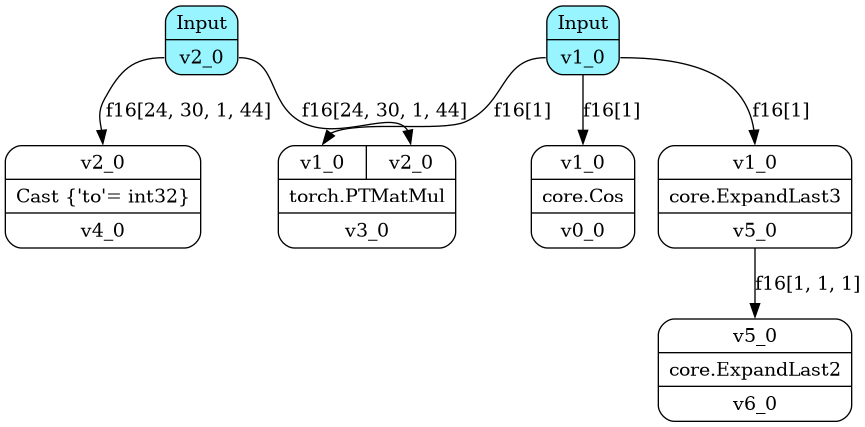 Input
v2_0
Input
v1_0
f16[24, 30, 1, 44]
f16[24, 30, 1, 44]
f16[1]
f16[1]
f16[1]
v2_0
Cast {'to'= int32}
v4_0
v1_0 v2_0
torch.PTMatMul
v3_0
v1_0
core.Cos
v0_0
v1_0
core.ExpandLast3
v5_0
f16[1, 1, 1]
v5_0
core.ExpandLast2
v6_0